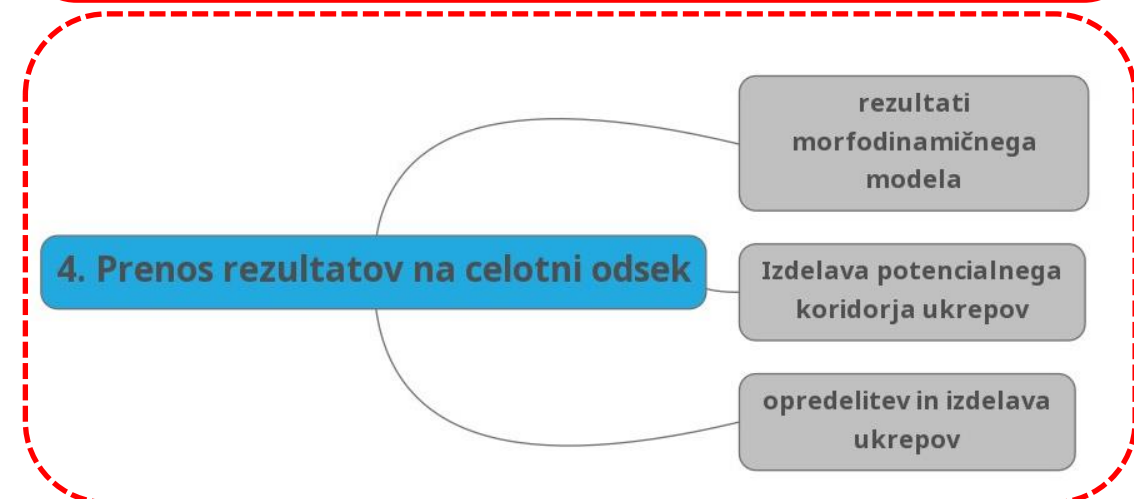 4. Prenos rezultatov na celotni odsek
rezultati
morfodinamičnega
modela
Izdelava potencialnega
koridorja ukrepov
opredelitev in izdelava
ukrepov